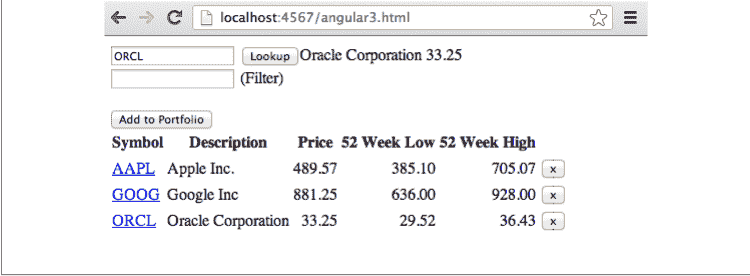 localhost:4567/angular3.html
ORCL Lookup Oracle Corporation 33.25
(Filter)
Add to Portfolio
Symbol Description Price 52 Week Low 52 Week High
AAPL Apple Inc. 489.57 385.10 705.07 x
GOOG Google Inc 881.25 636.00 928.00 x
ORCL Oracle Corporation 33.25 29.52 36.43 x